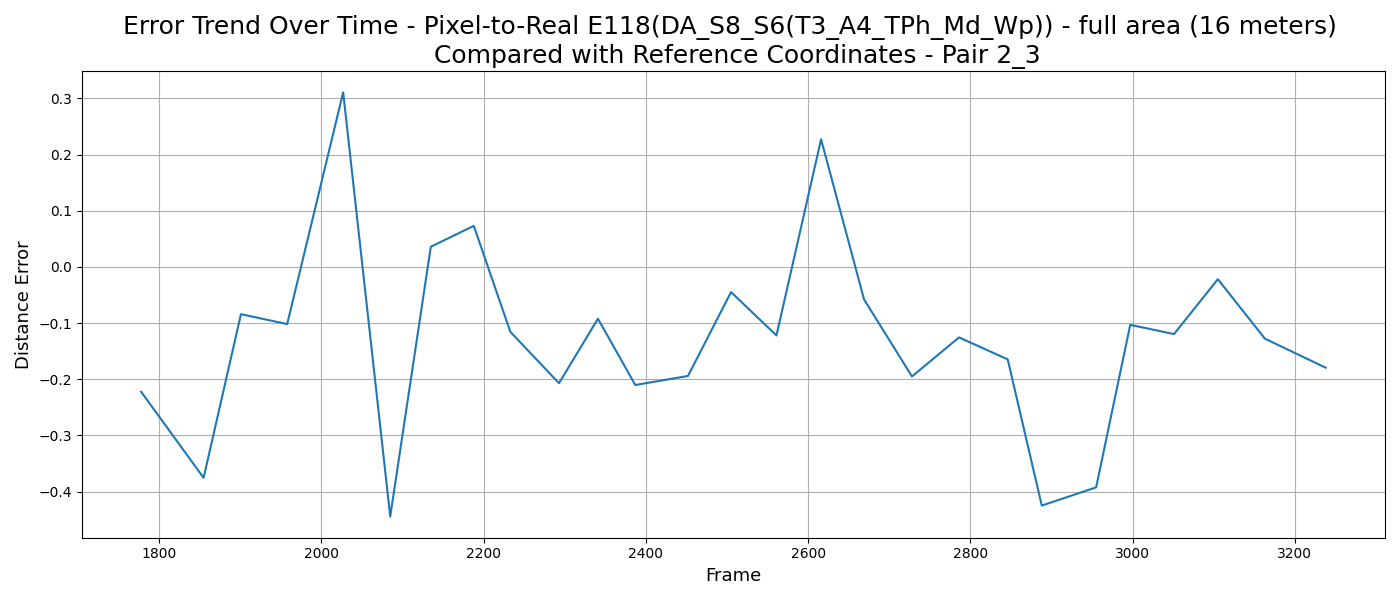 Error Trend Over Time - Pixel-to-Real E118(DA_S8_S6(T3_A4_TPh_Md_Wp)) - full area (16 meters)
Compared with Reference Coordinates - Pair 2_3
Distance Error
0.3
0.2
0.1
0.0
−0.1
−0.2
−0.3
−0.4
1800 2000 2200 2400 2600 2800 3000 3200
Frame